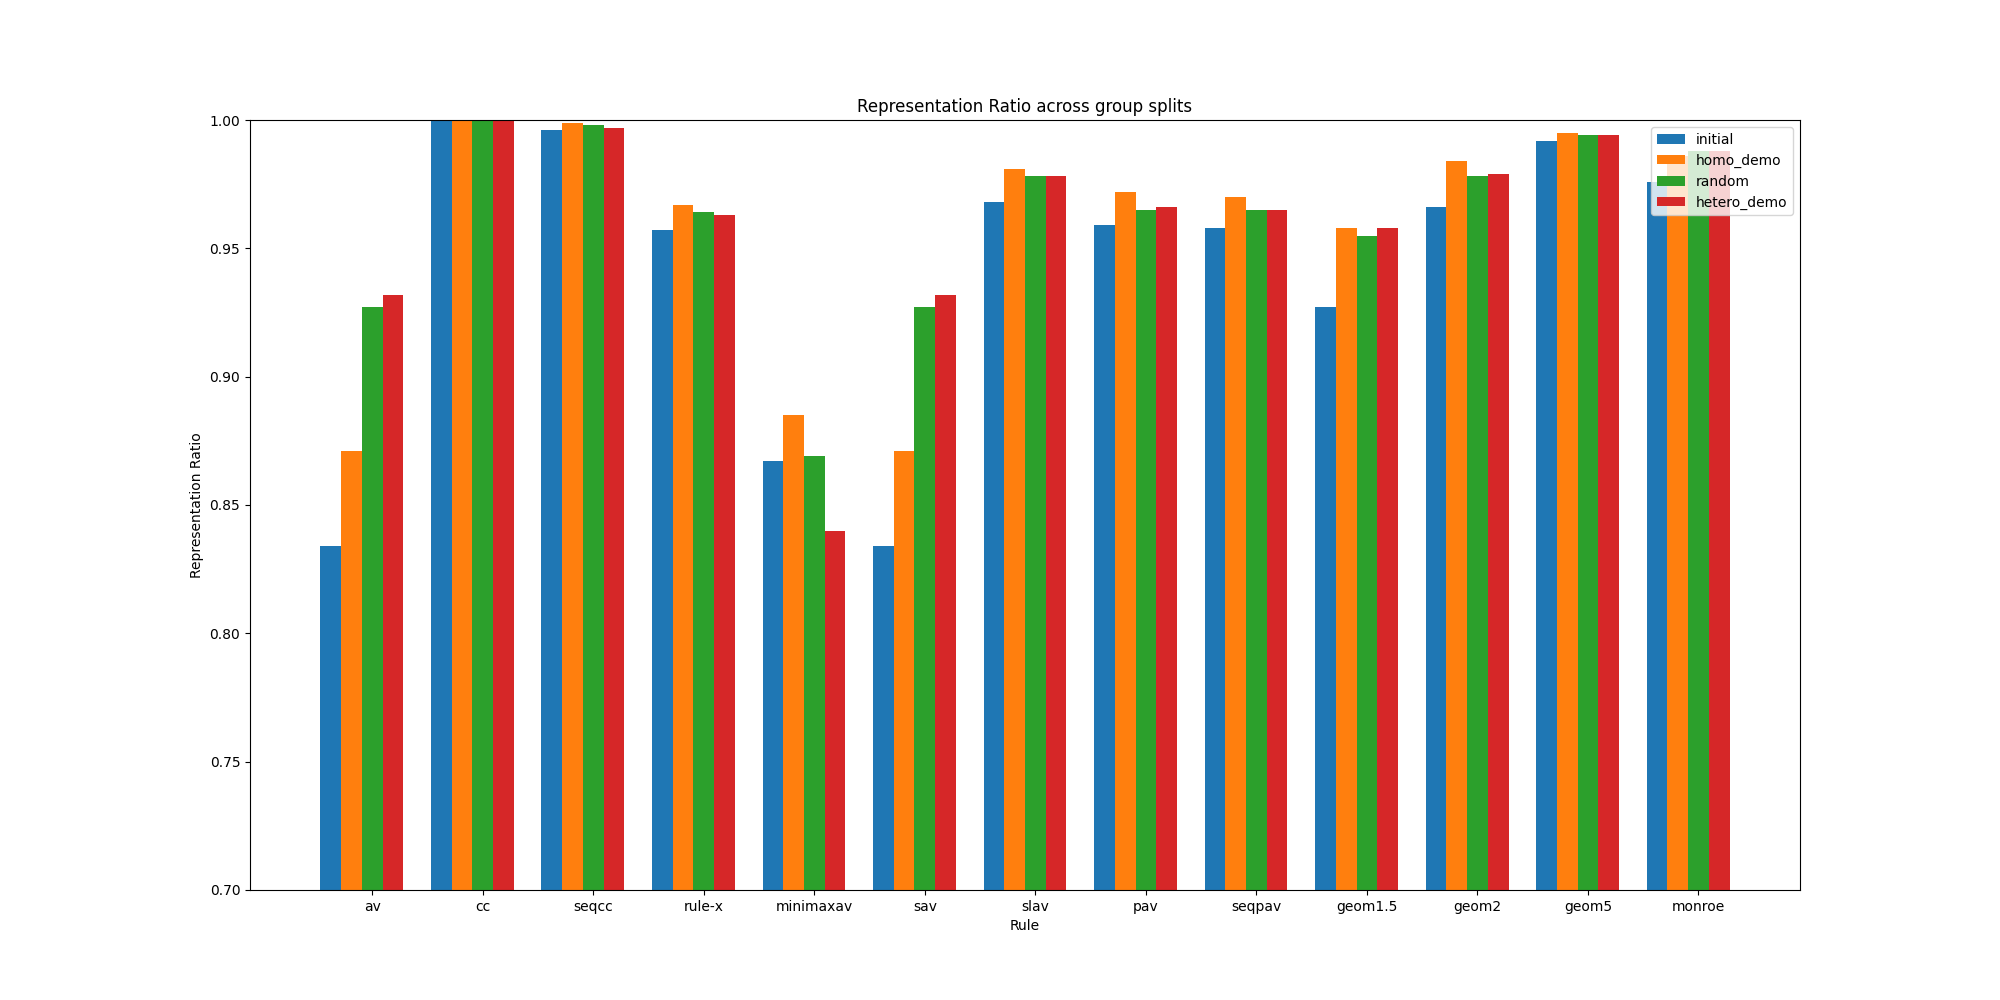 Representation Ratio across group splits
1.00
0.95
0.90
0.85
0.80
0.75
0.70
Representation Ratio
initial
homo_demo
random
hetero_demo
av cc seqcc rule-x minimaxav sav slav pav seqpav geom1.5 geom2 geom5 monroe
Rule